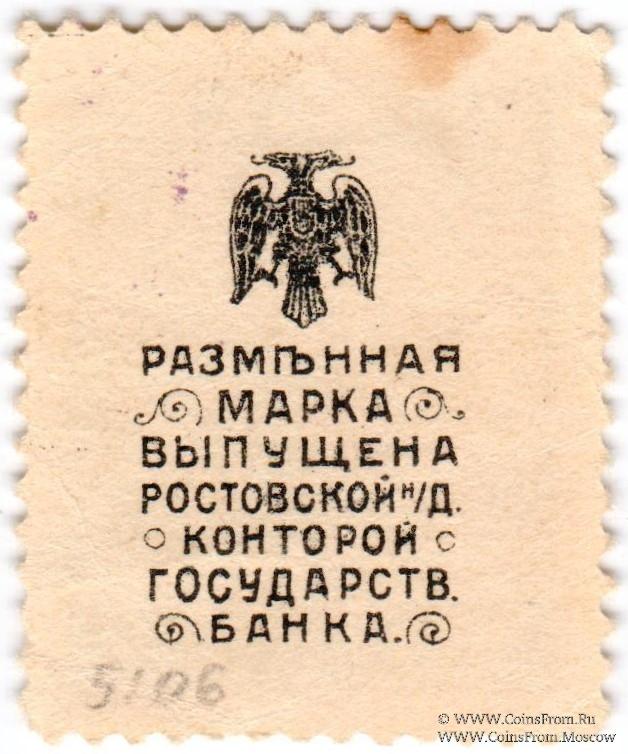 РАЗМѢННАЯ
МАРКА
ВЫПУЩЕНА
РОСТОВСКОЙ Н/Д.
КОНТОРОЙ
ГОСУДАРСТВ.
БАНКА.
5106
© WWW.CoinsFrom.Ru
www.CoinsFrom.Moscow